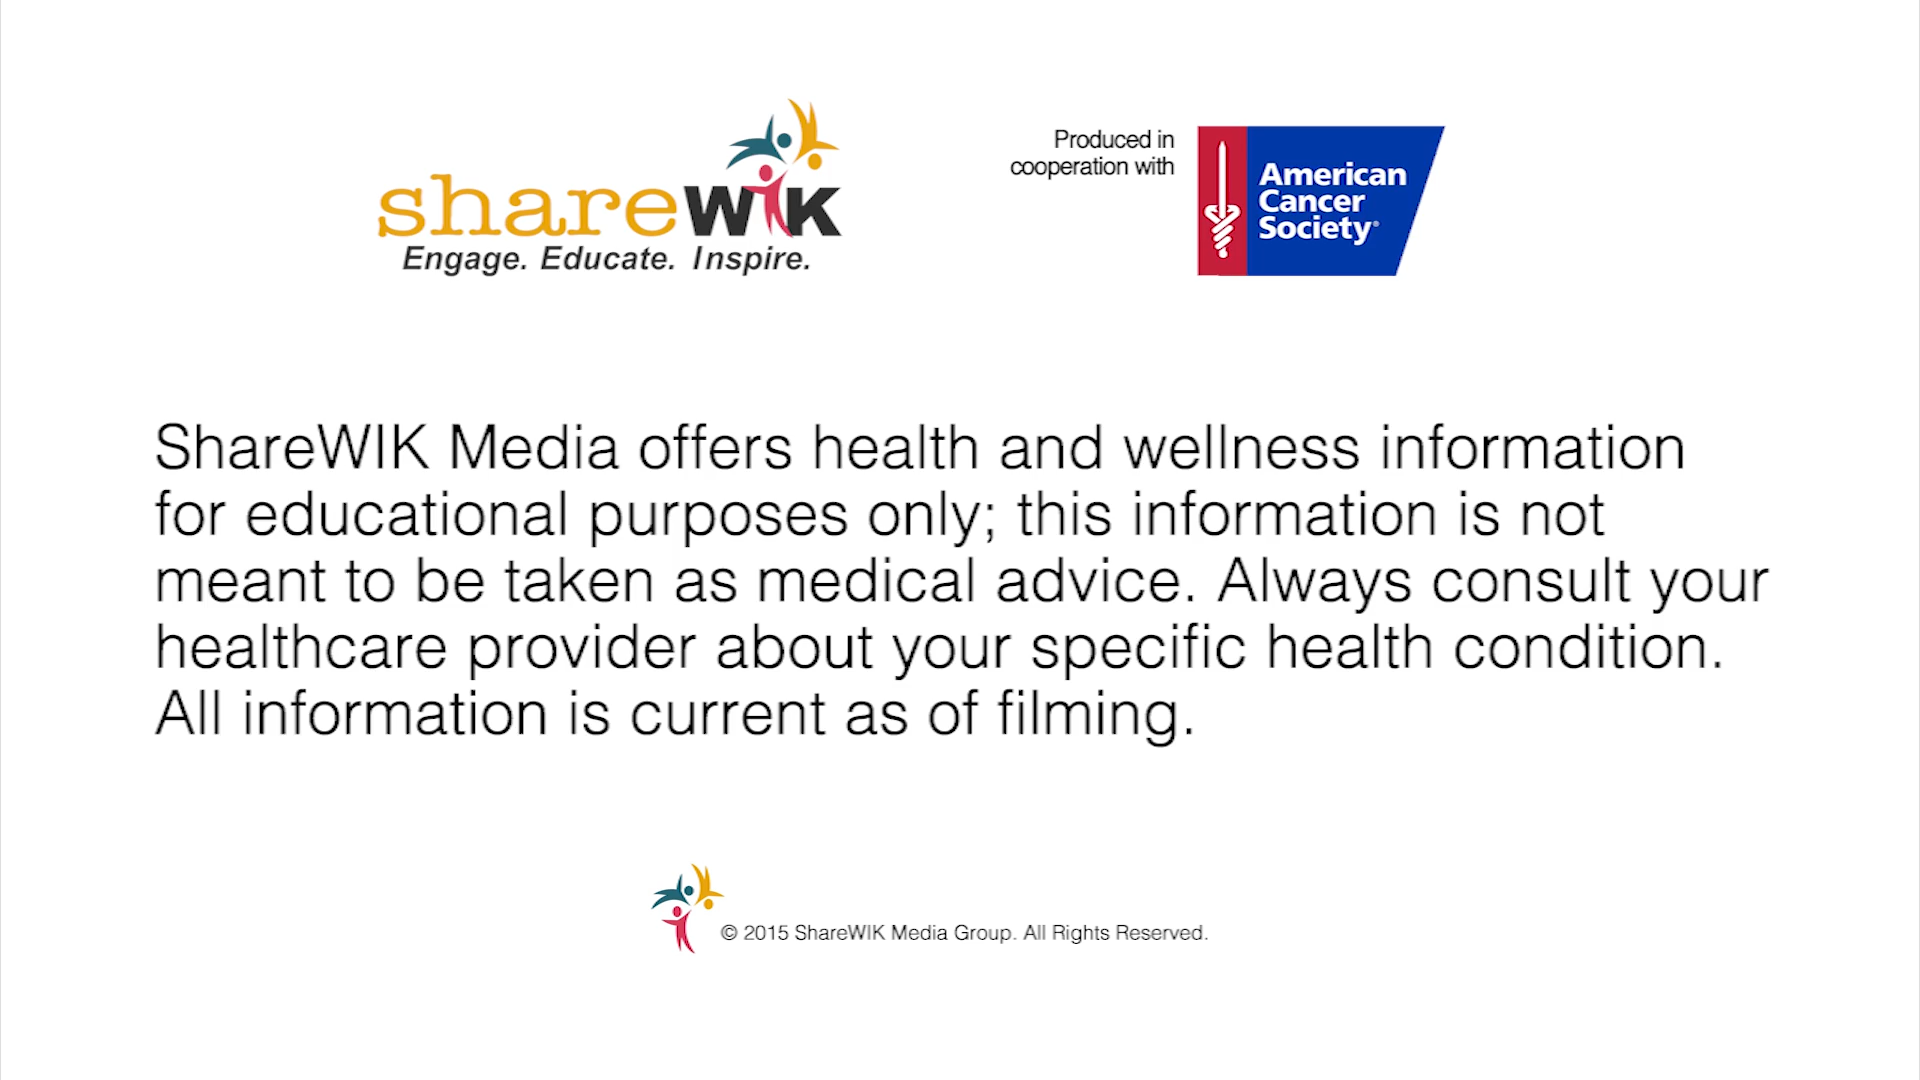 shareWIK
Engage. Educate. Inspire.
Produced in
cooperation with
American
Cancer
Society®
ShareWIK Media offers health and wellness information
for educational purposes only; this information is not
meant to be taken as medical advice. Always consult your
healthcare provider about your specific health condition.
All information is current as of filming.
© 2015 ShareWIK Media Group. All Rights Reserved.